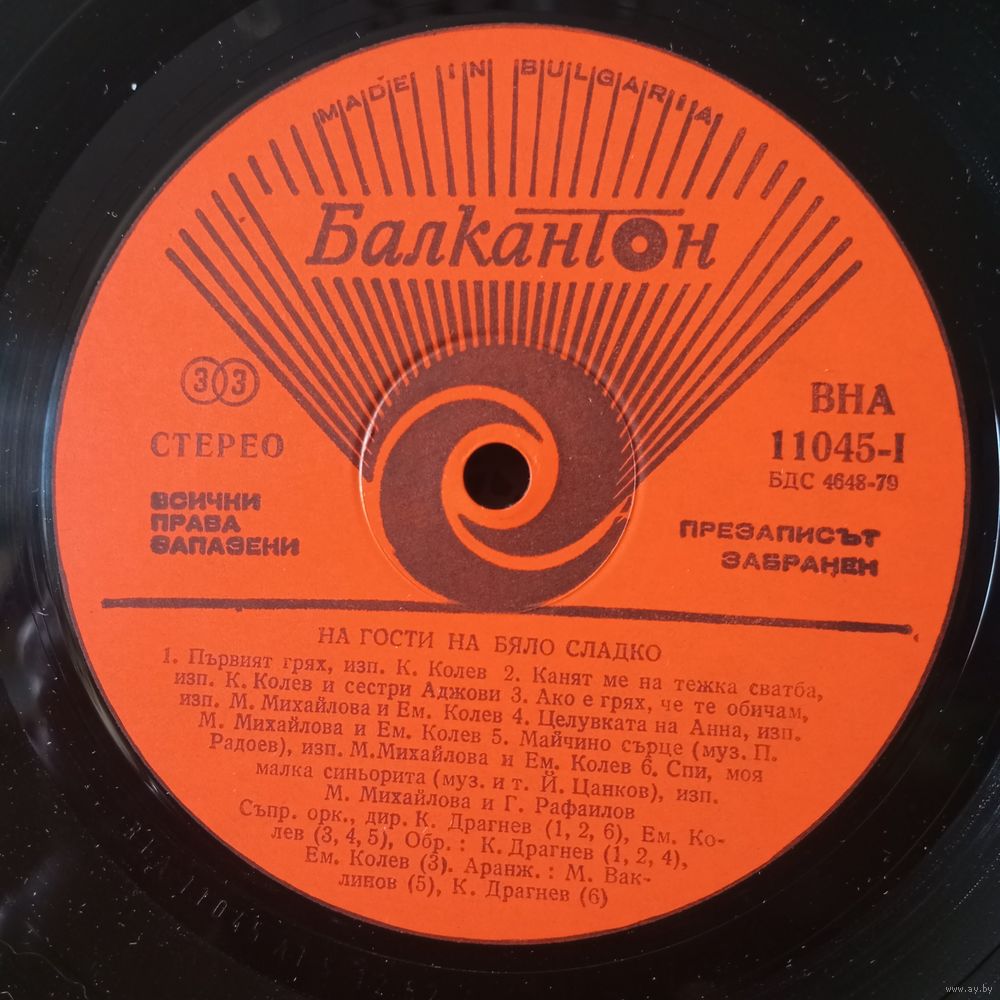 MADE IN BULGARIA
Балкантон
33
СТЕРЕО
ВНА
11045-I
БДС 4648-79
ВСИЧКИ
ПРАВА
ЗАПАЗЕНИ
ПРЕЗАПИСЪТ
ЗАБРАНЕН
НА ГОСТИ НА БЯЛО СЛАДКО
1. Първият грях, изп. К. Колев 2. Канят ме на тежка сватба,
изп. К. Колев и сестри Аджови 3. Ако е грях, че те обичам,
изп. М. Михайлова и Ем. Колев 4. Целувката на Анна, изп.
М. Михайлова и Ем. Колев 5. Майчино сърце (муз. П.
Радоев), изп. М. Михайлова и Ем. Колев 6. Спи, моя
малка синьорита (муз. и т. Й. Цанков), изп.
М. Михайлова и Г. Рафаилов
Съпр. орк., дир. К. Драгнев (1, 2, 6), Ем. Ко-
лев (3, 4, 5), Обр.: К. Драгнев (1, 2, 4),
Ем. Колев (3). Аранж.: М. Вак-
линов (5), К. Драгнев (6)
www.ay.by